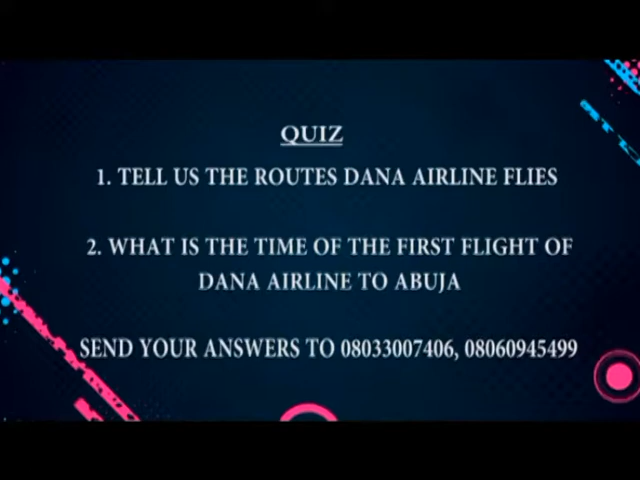 QUIZ
1. TELL US THE ROUTES DANA AIRLINE FLIES
2. WHAT IS THE TIME OF THE FIRST FLIGHT OF
DANA AIRLINE TO ABUJA
SEND YOUR ANSWERS TO 08033007406, 08060945499